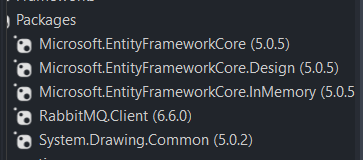 Packages
Microsoft.EntityFrameworkCore (5.0.5)
Microsoft.EntityFrameworkCore.Design (5.0.5)
Microsoft.EntityFrameworkCore.InMemory (5.0.5
RabbitMQ.Client (6.6.0)
System.Drawing.Common (5.0.2)